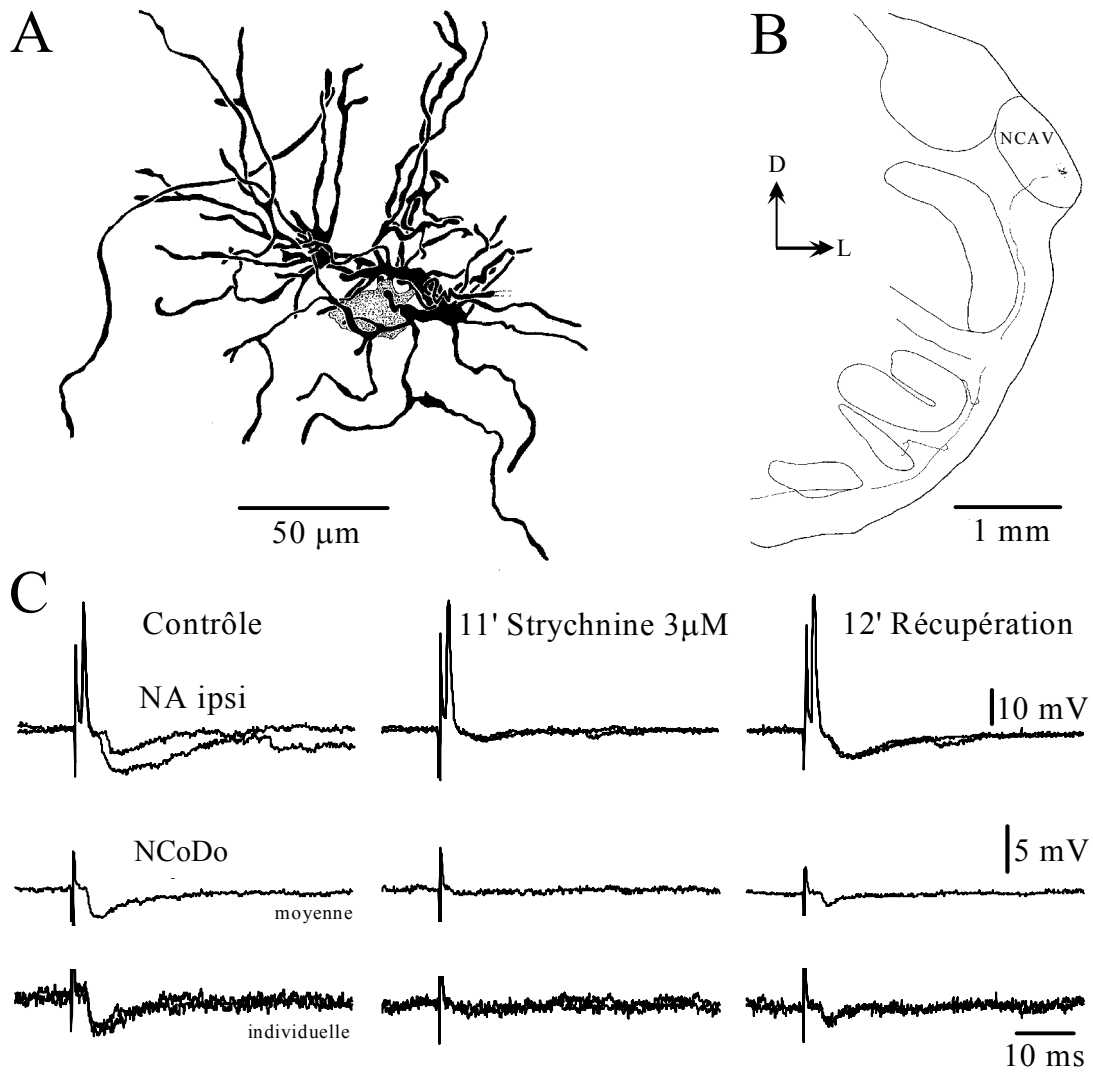 A
B
NCAV
D
L
50 µm
1 mm
C
Contrôle
11' Strychnine 3µM
12' Récupération
NA ipsi
10 mV
NCoDo
5 mV
moyenne
individuelle
10 ms